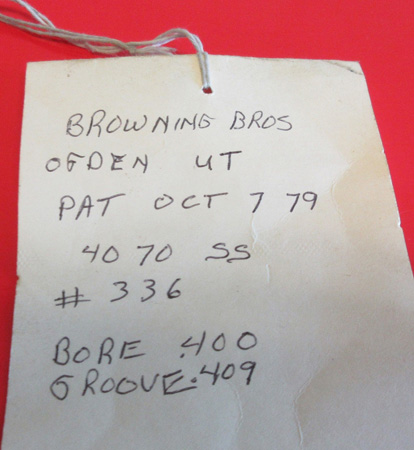 BROWNING BROS
OGDEN UT
PAT OCT 7 79
40 70 SS
# 336
BORE .400
GROOVE .409